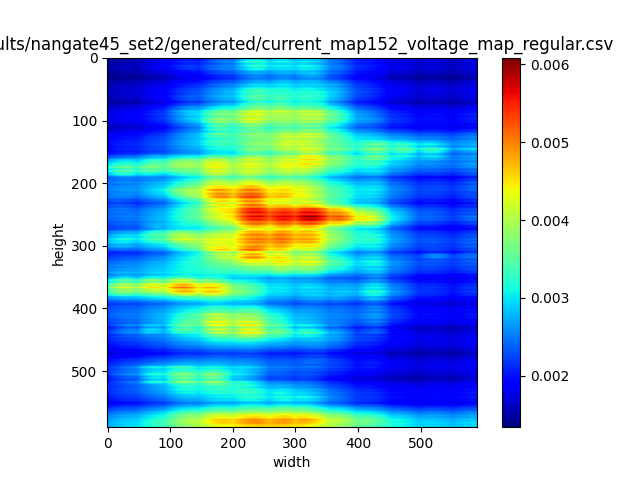 ults/nangate45_set2/generated/current_map152_voltage_map_regular.csv
0
100
200
300
400
500
height
0 100 200 300 400 500
width
0.006
0.005
0.004
0.003
0.002